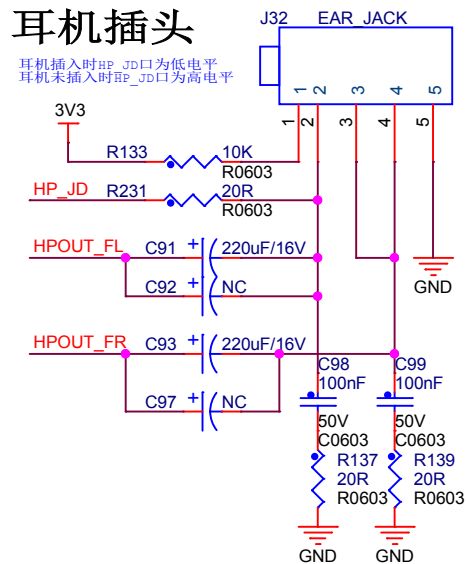 耳机插头
耳机插入时HP_JD口为低电平
耳机未插入时HP_JD口为高电平
J32 EAR_JACK
1 2 3 4 5
1 2 3 4 5
3V3
R133 10K
R0603
HP_JD R231 20R
R0603
HPOUT_FL C91 + 220uF/16V
C92 + NC
GND
HPOUT_FR C93 + 220uF/16V
C97 + NC
C98 C99
100nF 100nF
50V 50V
C0603 C0603
R137 R139
20R 20R
R0603 R0603
GND GND